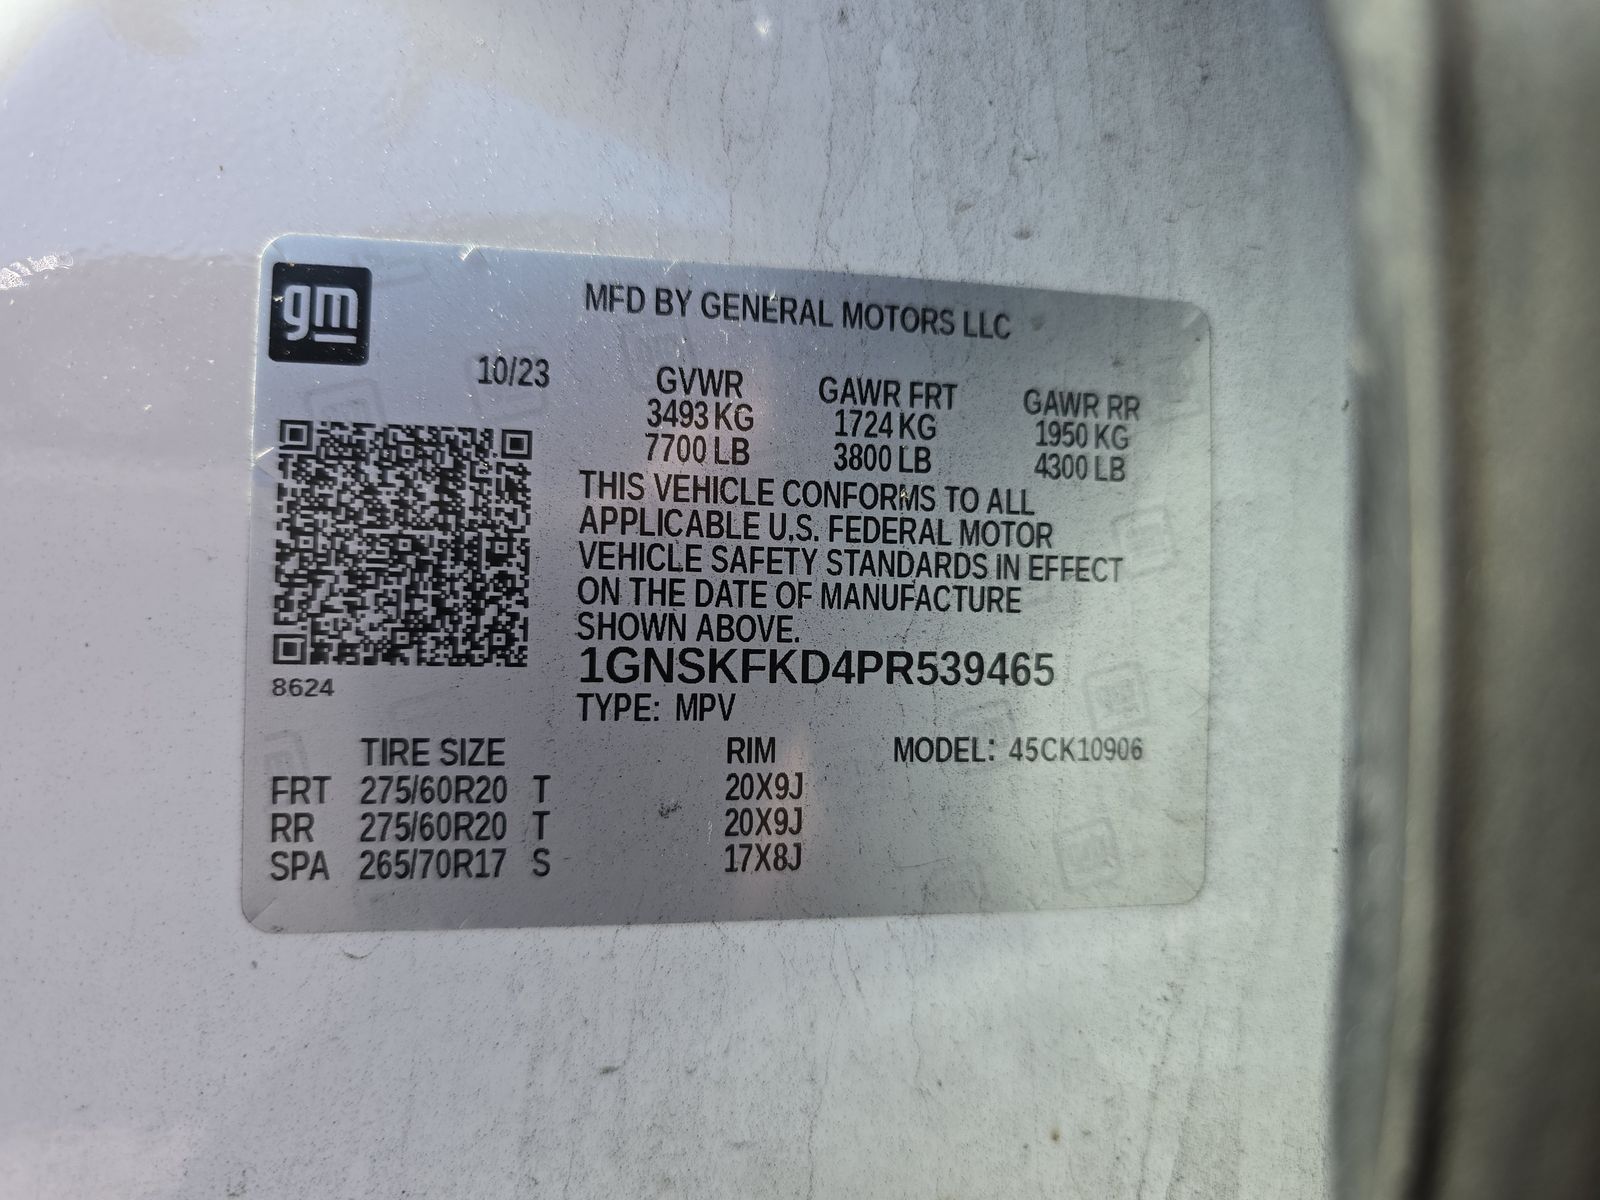 gm
MFD BY GENERAL MOTORS LLC
10/23
GVWR GAWR FRT GAWR RR
3493 KG 1724 KG 1950 KG
7700 LB 3800 LB 4300 LB
THIS VEHICLE CONFORMS TO ALL
APPLICABLE U.S. FEDERAL MOTOR
VEHICLE SAFETY STANDARDS IN EFFECT
ON THE DATE OF MANUFACTURE
SHOWN ABOVE.
1GNSKFKD4PR539465
8624
TYPE: MPV
TIRE SIZE RIM MODEL: 45CK10906
FRT 275/60R20 T 20X9J
RR 275/60R20 T 20X9J
SPA 265/70R17 S 17X8J